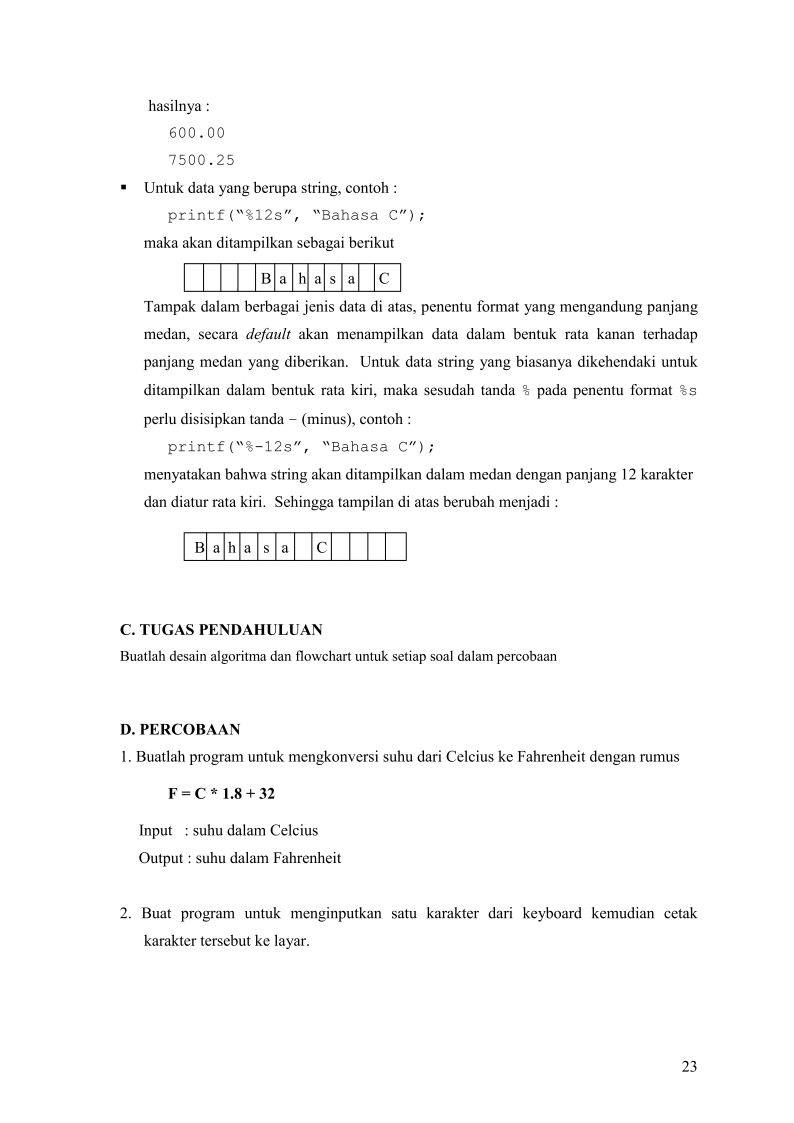 hasilnya :
600.00
7500.25
▪ Untuk data yang berupa string, contoh :
printf(“%12s”, “Bahasa C”);
maka akan ditampilkan sebagai berikut
B a h a s a C
Tampak dalam berbagai jenis data di atas, penentu format yang mengandung panjang
medan, secara default akan menampilkan data dalam bentuk rata kanan terhadap
panjang medan yang diberikan. Untuk data string yang biasanya dikehendaki untuk
ditampilkan dalam bentuk rata kiri, maka sesudah tanda % pada penentu format %s
perlu disisipkan tanda – (minus), contoh :
printf(“%-12s”, “Bahasa C”);
menyatakan bahwa string akan ditampilkan dalam medan dengan panjang 12 karakter
dan diatur rata kiri. Sehingga tampilan di atas berubah menjadi :
B a h a s a C
C. TUGAS PENDAHULUAN
Buatlah desain algoritma dan flowchart untuk setiap soal dalam percobaan
D. PERCOBAAN
1. Buatlah program untuk mengkonversi suhu dari Celcius ke Fahrenheit dengan rumus
F = C * 1.8 + 32
Input : suhu dalam Celcius
Output : suhu dalam Fahrenheit
2. Buat program untuk menginputkan satu karakter dari keyboard kemudian cetak
karakter tersebut ke layar.
23